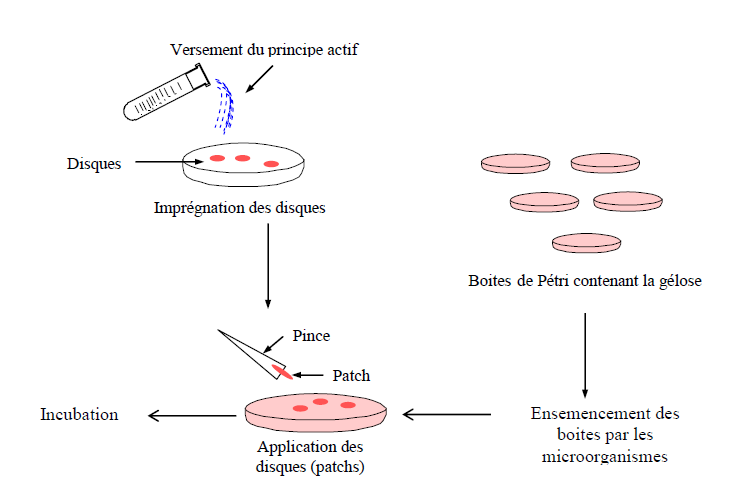 Versement du principe actif
Disques
Imprégnation des disques
Boites de Pétri contenant la gélose
Pince
Patch
Incubation
Application des
disques (patchs)
Ensemencement des
boites par les
microorganismes